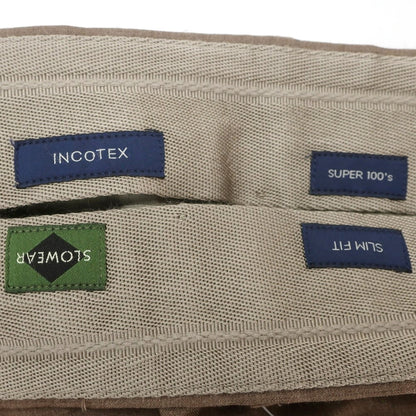 INCOTEX
SUPER 100's
SLOWEAR
SLIM FIT